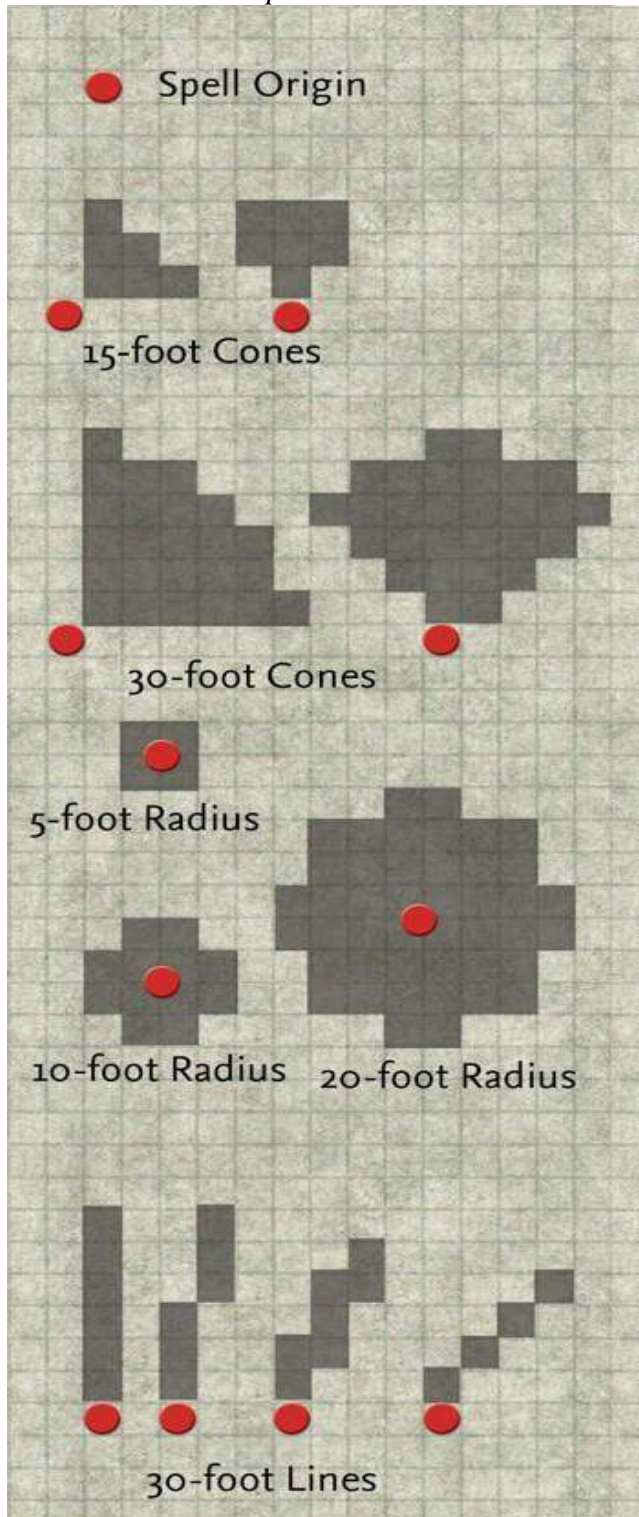 Spell Origin
15-foot Cones
30-foot Cones
5-foot Radius
10-foot Radius
20-foot Radius
30-foot Lines